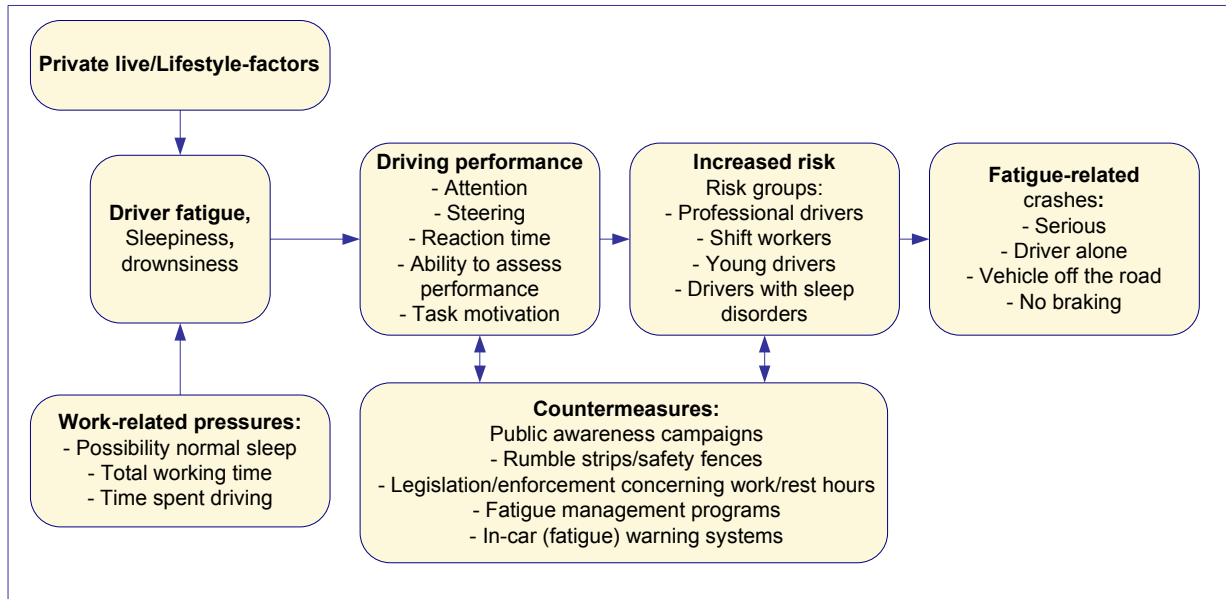 Private live/Lifestyle-factors
Driver fatigue,
Sleepiness,
drownsiness
Work-related pressures:
- Possibility normal sleep
- Total working time
- Time spent driving
Driving performance
- Attention
- Steering
- Reaction time
- Ability to assess
performance
- Task motivation
Increased risk
Risk groups:
- Professional drivers
- Shift workers
- Young drivers
- Drivers with sleep
disorders
Fatigue-related
crashes:
- Serious
- Driver alone
- Vehicle off the road
- No braking
Countermeasures:
Public awareness campaigns
- Rumble strips/safety fences
- Legislation/enforcement concerning work/rest hours
- Fatigue management programs
- In-car (fatigue) warning systems